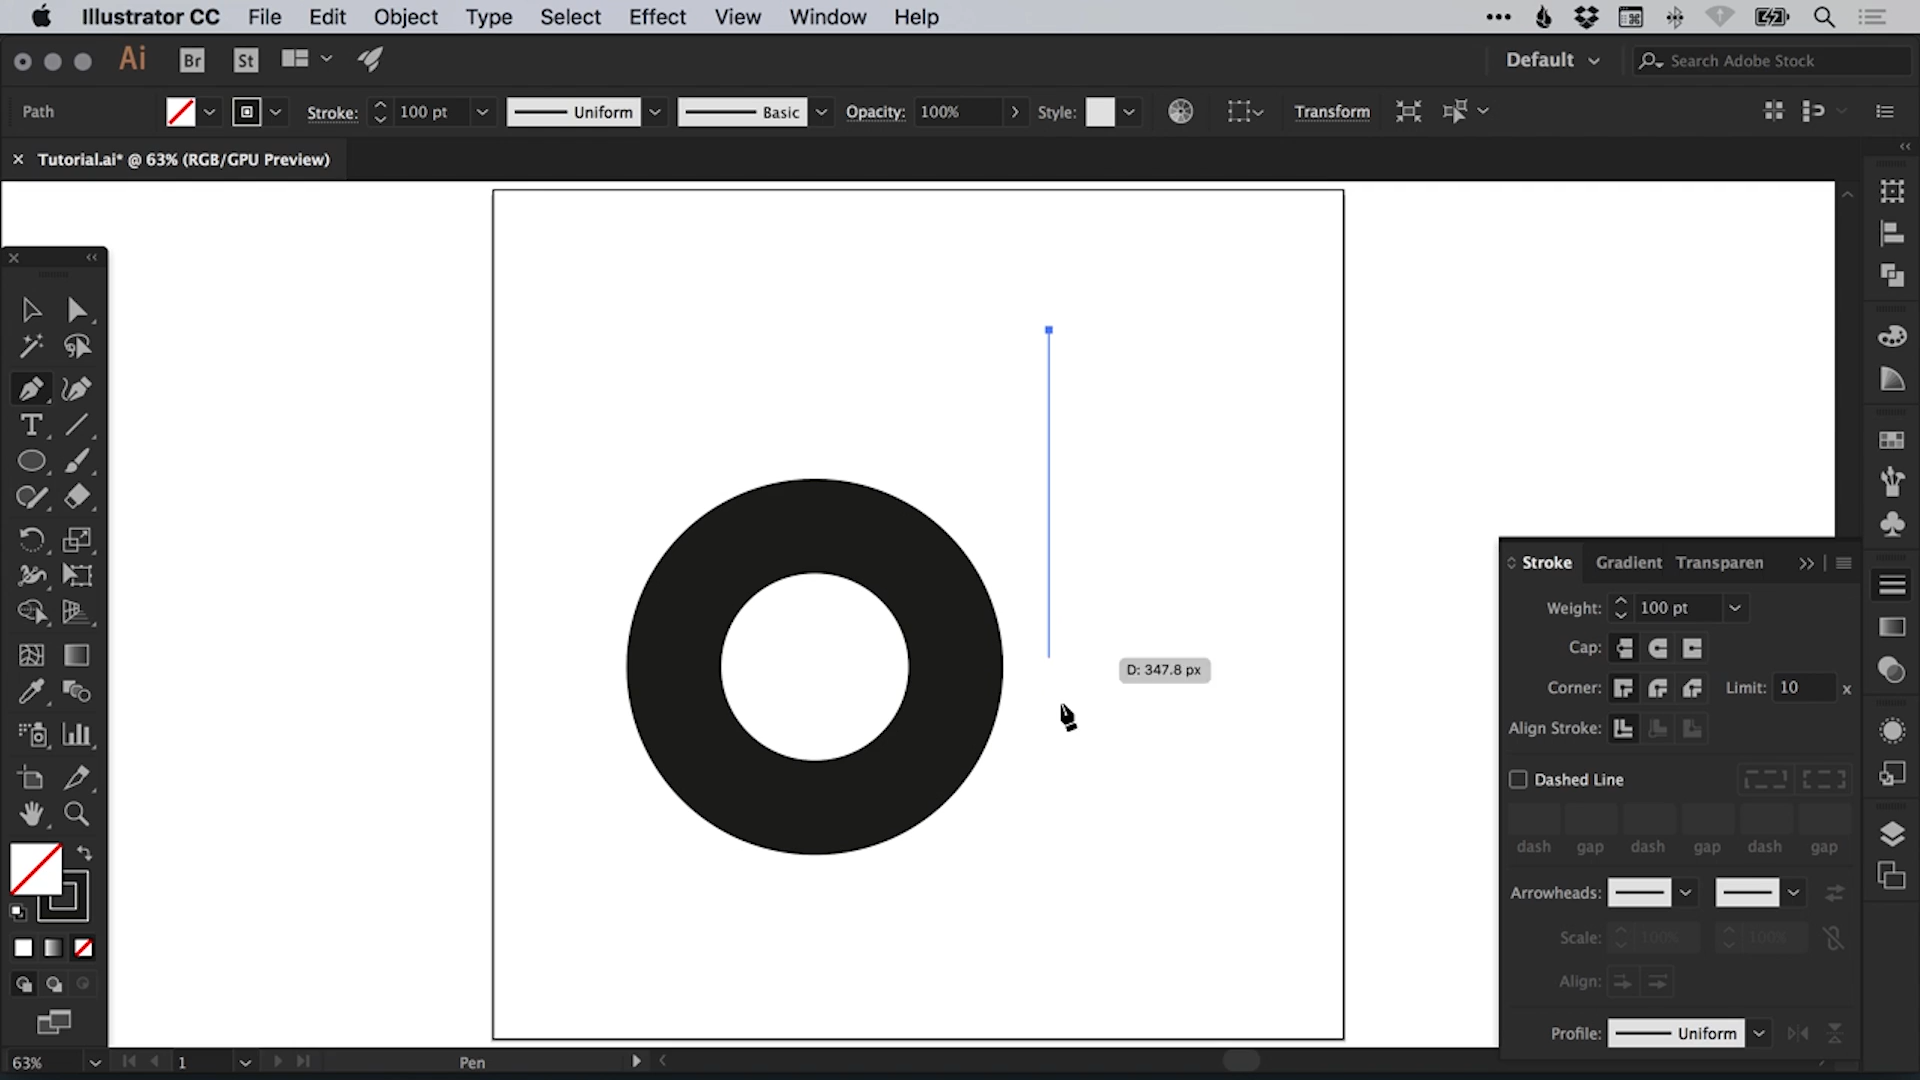 Illustrator CC File Edit Object Type Select Effect View Window Help
Ai Br St Default Search Adobe Stock
Path Stroke: 100 pt Uniform Basic Opacity: 100% Style: Transform
Tutorial.ai* @ 63% (RGB/GPU Preview)
D: 347.8 px
Stroke Gradient Transparen
Weight: 100 pt
Cap:
Corner: Limit: 10 x
Align Stroke:
Dashed Line
dash gap dash gap dash gap
Arrowheads:
Scale: 100% 100%
Align:
Profile: Uniform
63% 1 Pen